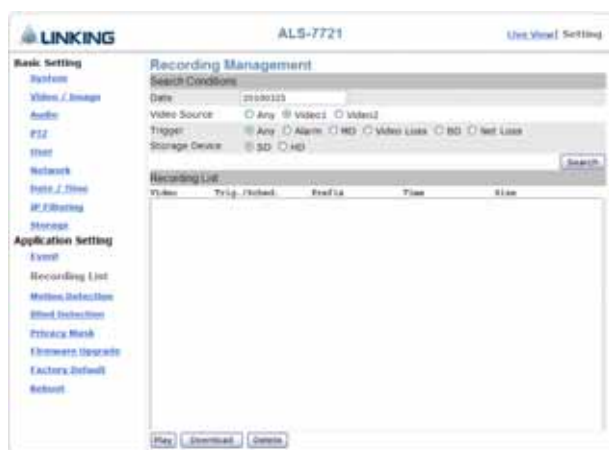 LINKING
ALS-7721
Live View| Setting
Basic Setting
System
Video / Image
Audio
PTZ
User
Network
Date / Time
IP Filtering
Storage
Application Setting
Event
Recording List
Motion Detection
Blind Detection
Privacy Mask
Firmware Upgrade
Factory Default
Reboot
Recording Management
Search Conditions
Date 20100325
Video Source Any Video1 Video2
Trigger Any Alarm MD Video Loss BD Net Loss
Storage Device SD HD
Search
Recording List
Video Trig./Sched. Prefix Time Size
Play Download Delete